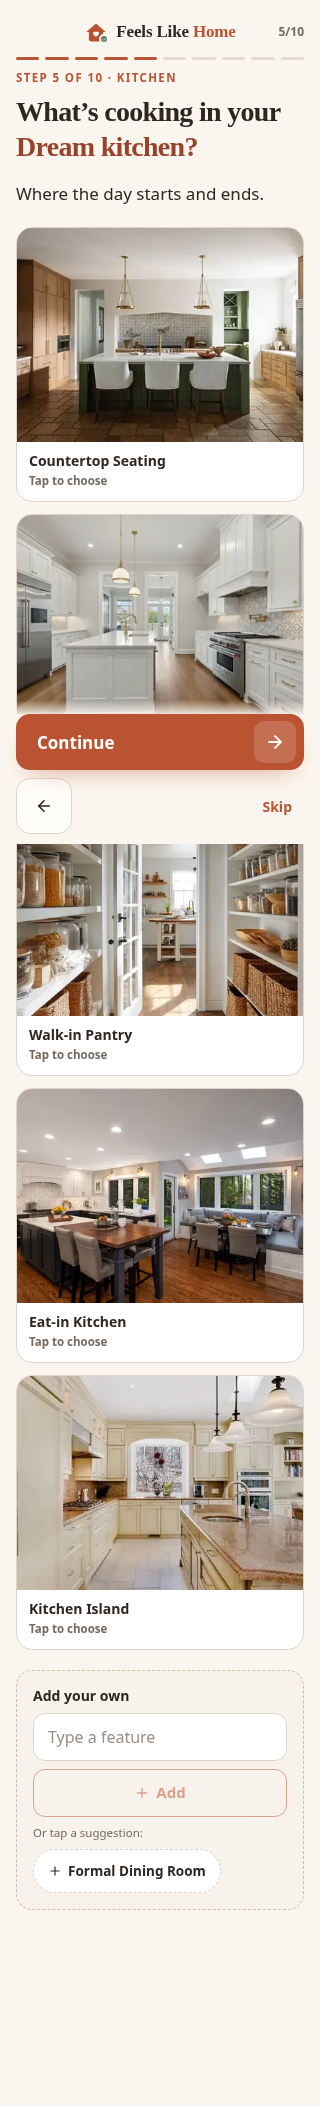 Feels Like Home
5/10
STEP 5 OF 10 · KITCHEN
What’s cooking in your
Dream kitchen?
Where the day starts and ends.
Countertop Seating
Tap to choose
Continue
Skip
Walk-in Pantry
Tap to choose
Eat-in Kitchen
Tap to choose
Kitchen Island
Tap to choose
Add your own
Type a feature
+ Add
Or tap a suggestion:
+ Formal Dining Room